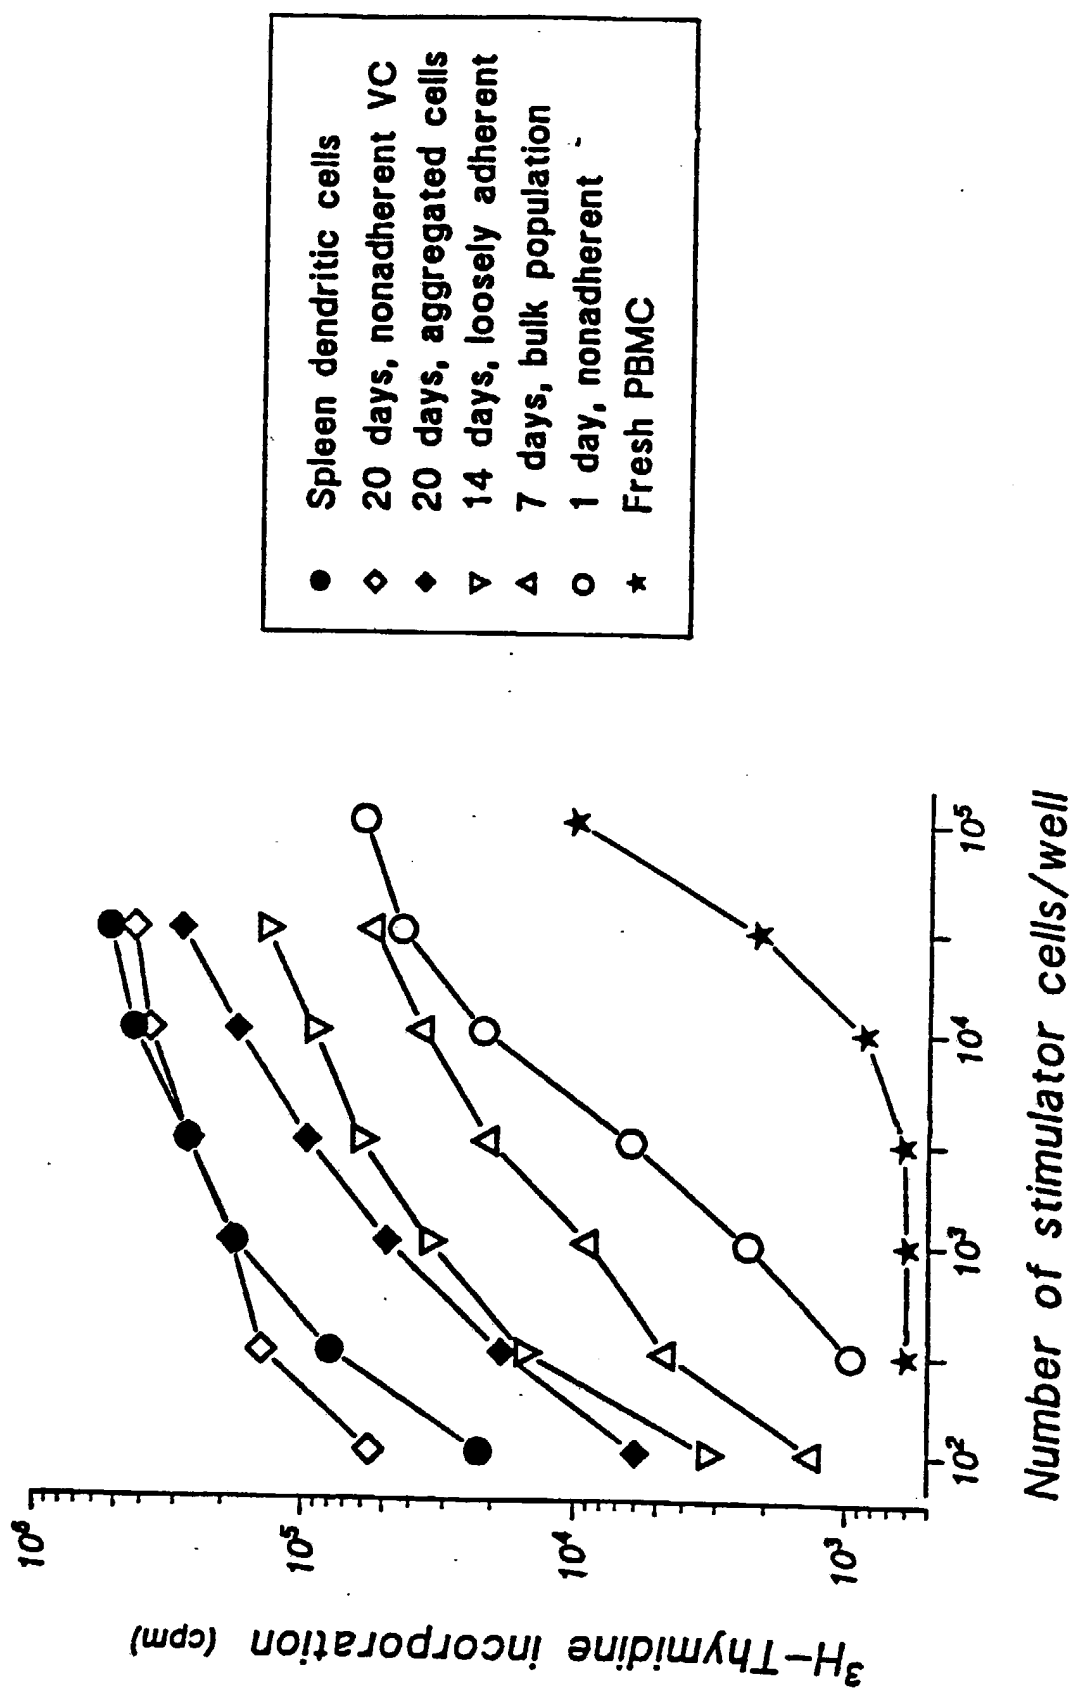 ³H-Thymidine incorporation (cpm)
10⁶
10⁵
10⁴
10³
10²
10³
10⁴
10⁵
Number of stimulator cells/well
Spleen dendritic cells
20 days, nonadherent VC
20 days, aggregated cells
14 days, loosely adherent
7 days, bulk population
1 day, nonadherent
Fresh PBMC